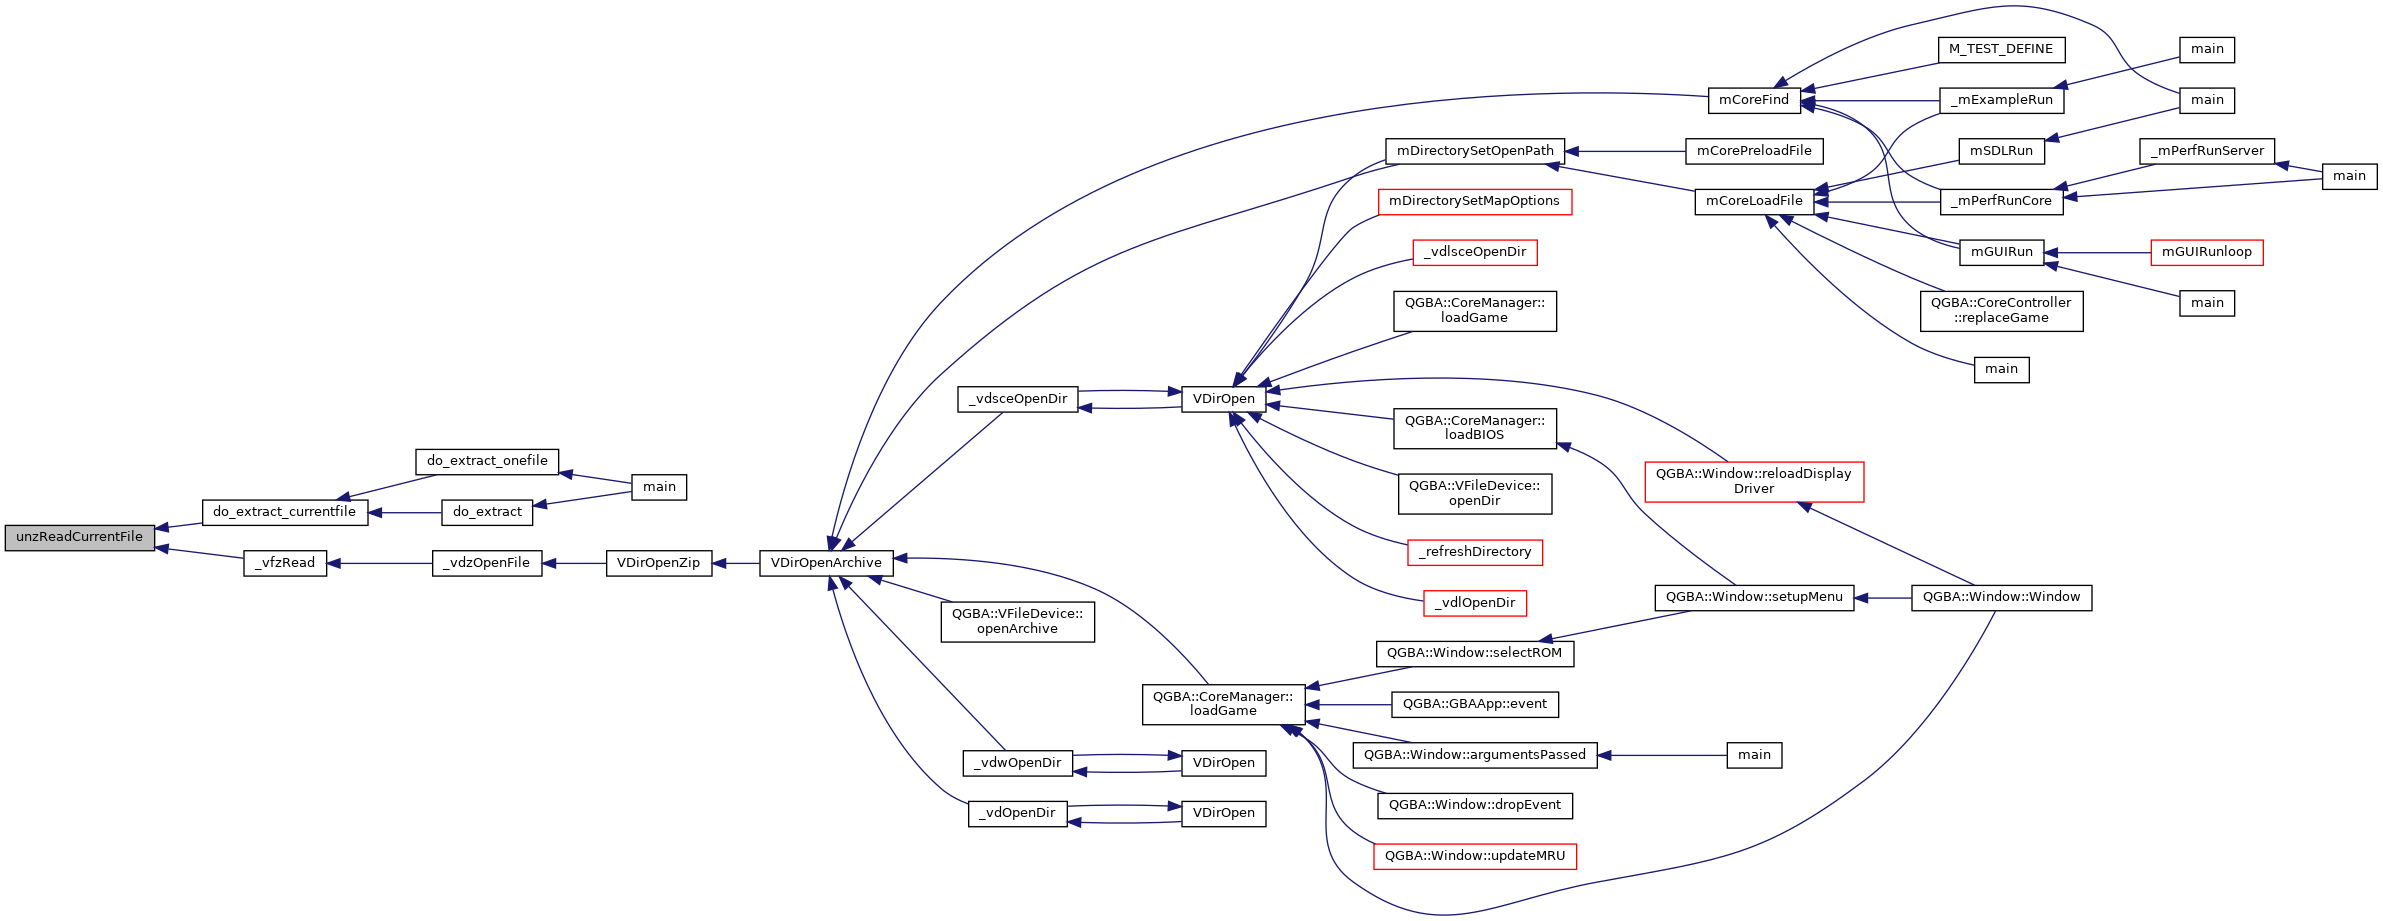 unzReadCurrentFile
do_extract_currentfile
_vfzRead
do_extract_onefile
do_extract
main
_vdzOpenFile
VDirOpenZip
VDirOpenArchive
mCoreFind
mDirectorySetOpenPath
_vdsceOpenDir
QGBA::VFileDevice::
openArchive
QGBA::CoreManager::
loadGame
_vdwOpenDir
VDirOpen
_vdOpenDir
VDirOpen
VDirOpen
mDirectorySetMapOptions
_vdlsceOpenDir
QGBA::CoreManager::
loadGame
QGBA::CoreManager::
loadBIOS
QGBA::VFileDevice::
openDir
_refreshDirectory
_vdlOpenDir
QGBA::Window::reloadDisplay
Driver
QGBA::Window::setupMenu
QGBA::Window::Window
QGBA::Window::selectROM
QGBA::GBAApp::event
QGBA::Window::argumentsPassed
main
QGBA::Window::dropEvent
QGBA::Window::updateMRU
mCorePreloadFile
mCoreLoadFile
M_TEST_DEFINE
_mExampleRun
main
main
mSDLRun
_mPerfRunCore
_mPerfRunServer
main
mGUIRun
mGUIRunloop
main
QGBA::CoreController
::replaceGame
main